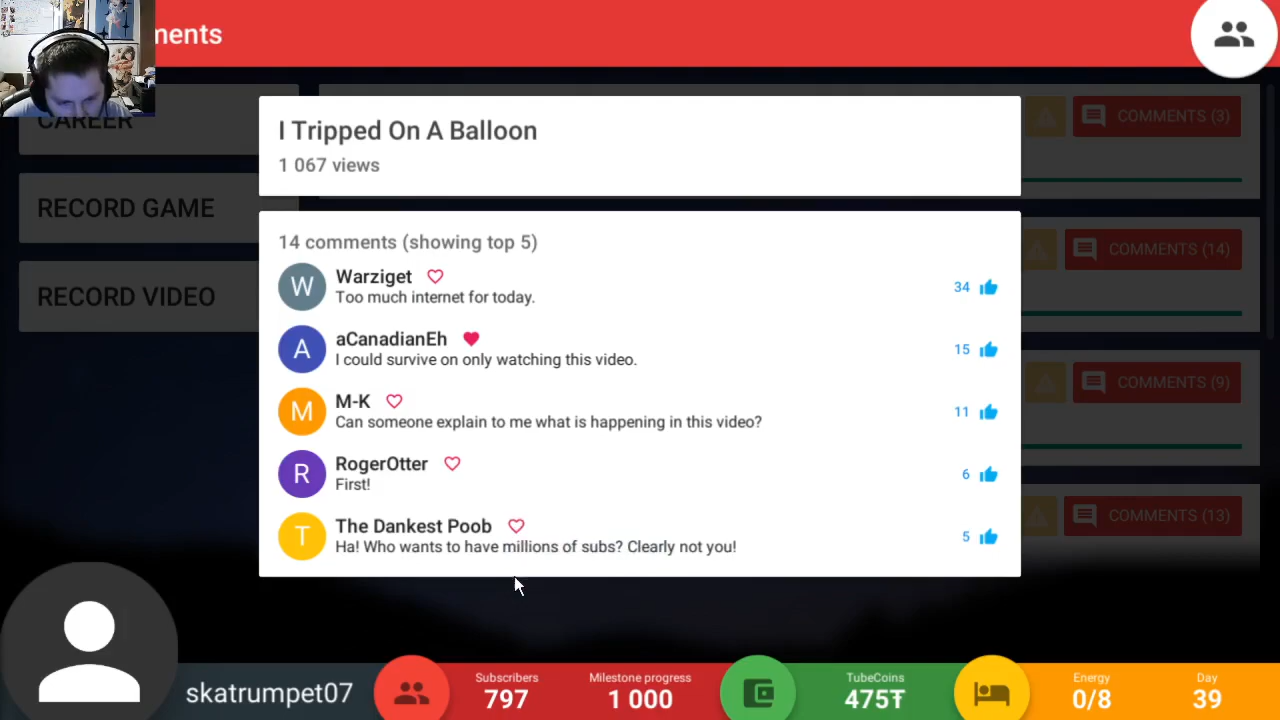 ments
CAREER
RECORD GAME
RECORD VIDEO
COMMENTS (3)
COMMENTS (14)
COMMENTS (9)
COMMENTS (13)
I Tripped On A Balloon
1 067 views
14 comments (showing top 5)
W
Warziget
Too much internet for today.
34
A
aCanadianEh
I could survive on only watching this video.
15
M
M-K
Can someone explain to me what is happening in this video?
11
R
RogerOtter
First!
6
T
The Dankest Poob
Ha! Who wants to have millions of subs? Clearly not you!
5
skatrumpet07
Subscribers
797
Milestone progress
1 000
TubeCoins
475Ŧ
Energy
0/8
Day
39